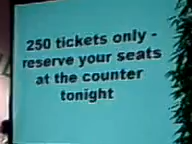 250 tickets only -
reserve your seats
at the counter
tonight